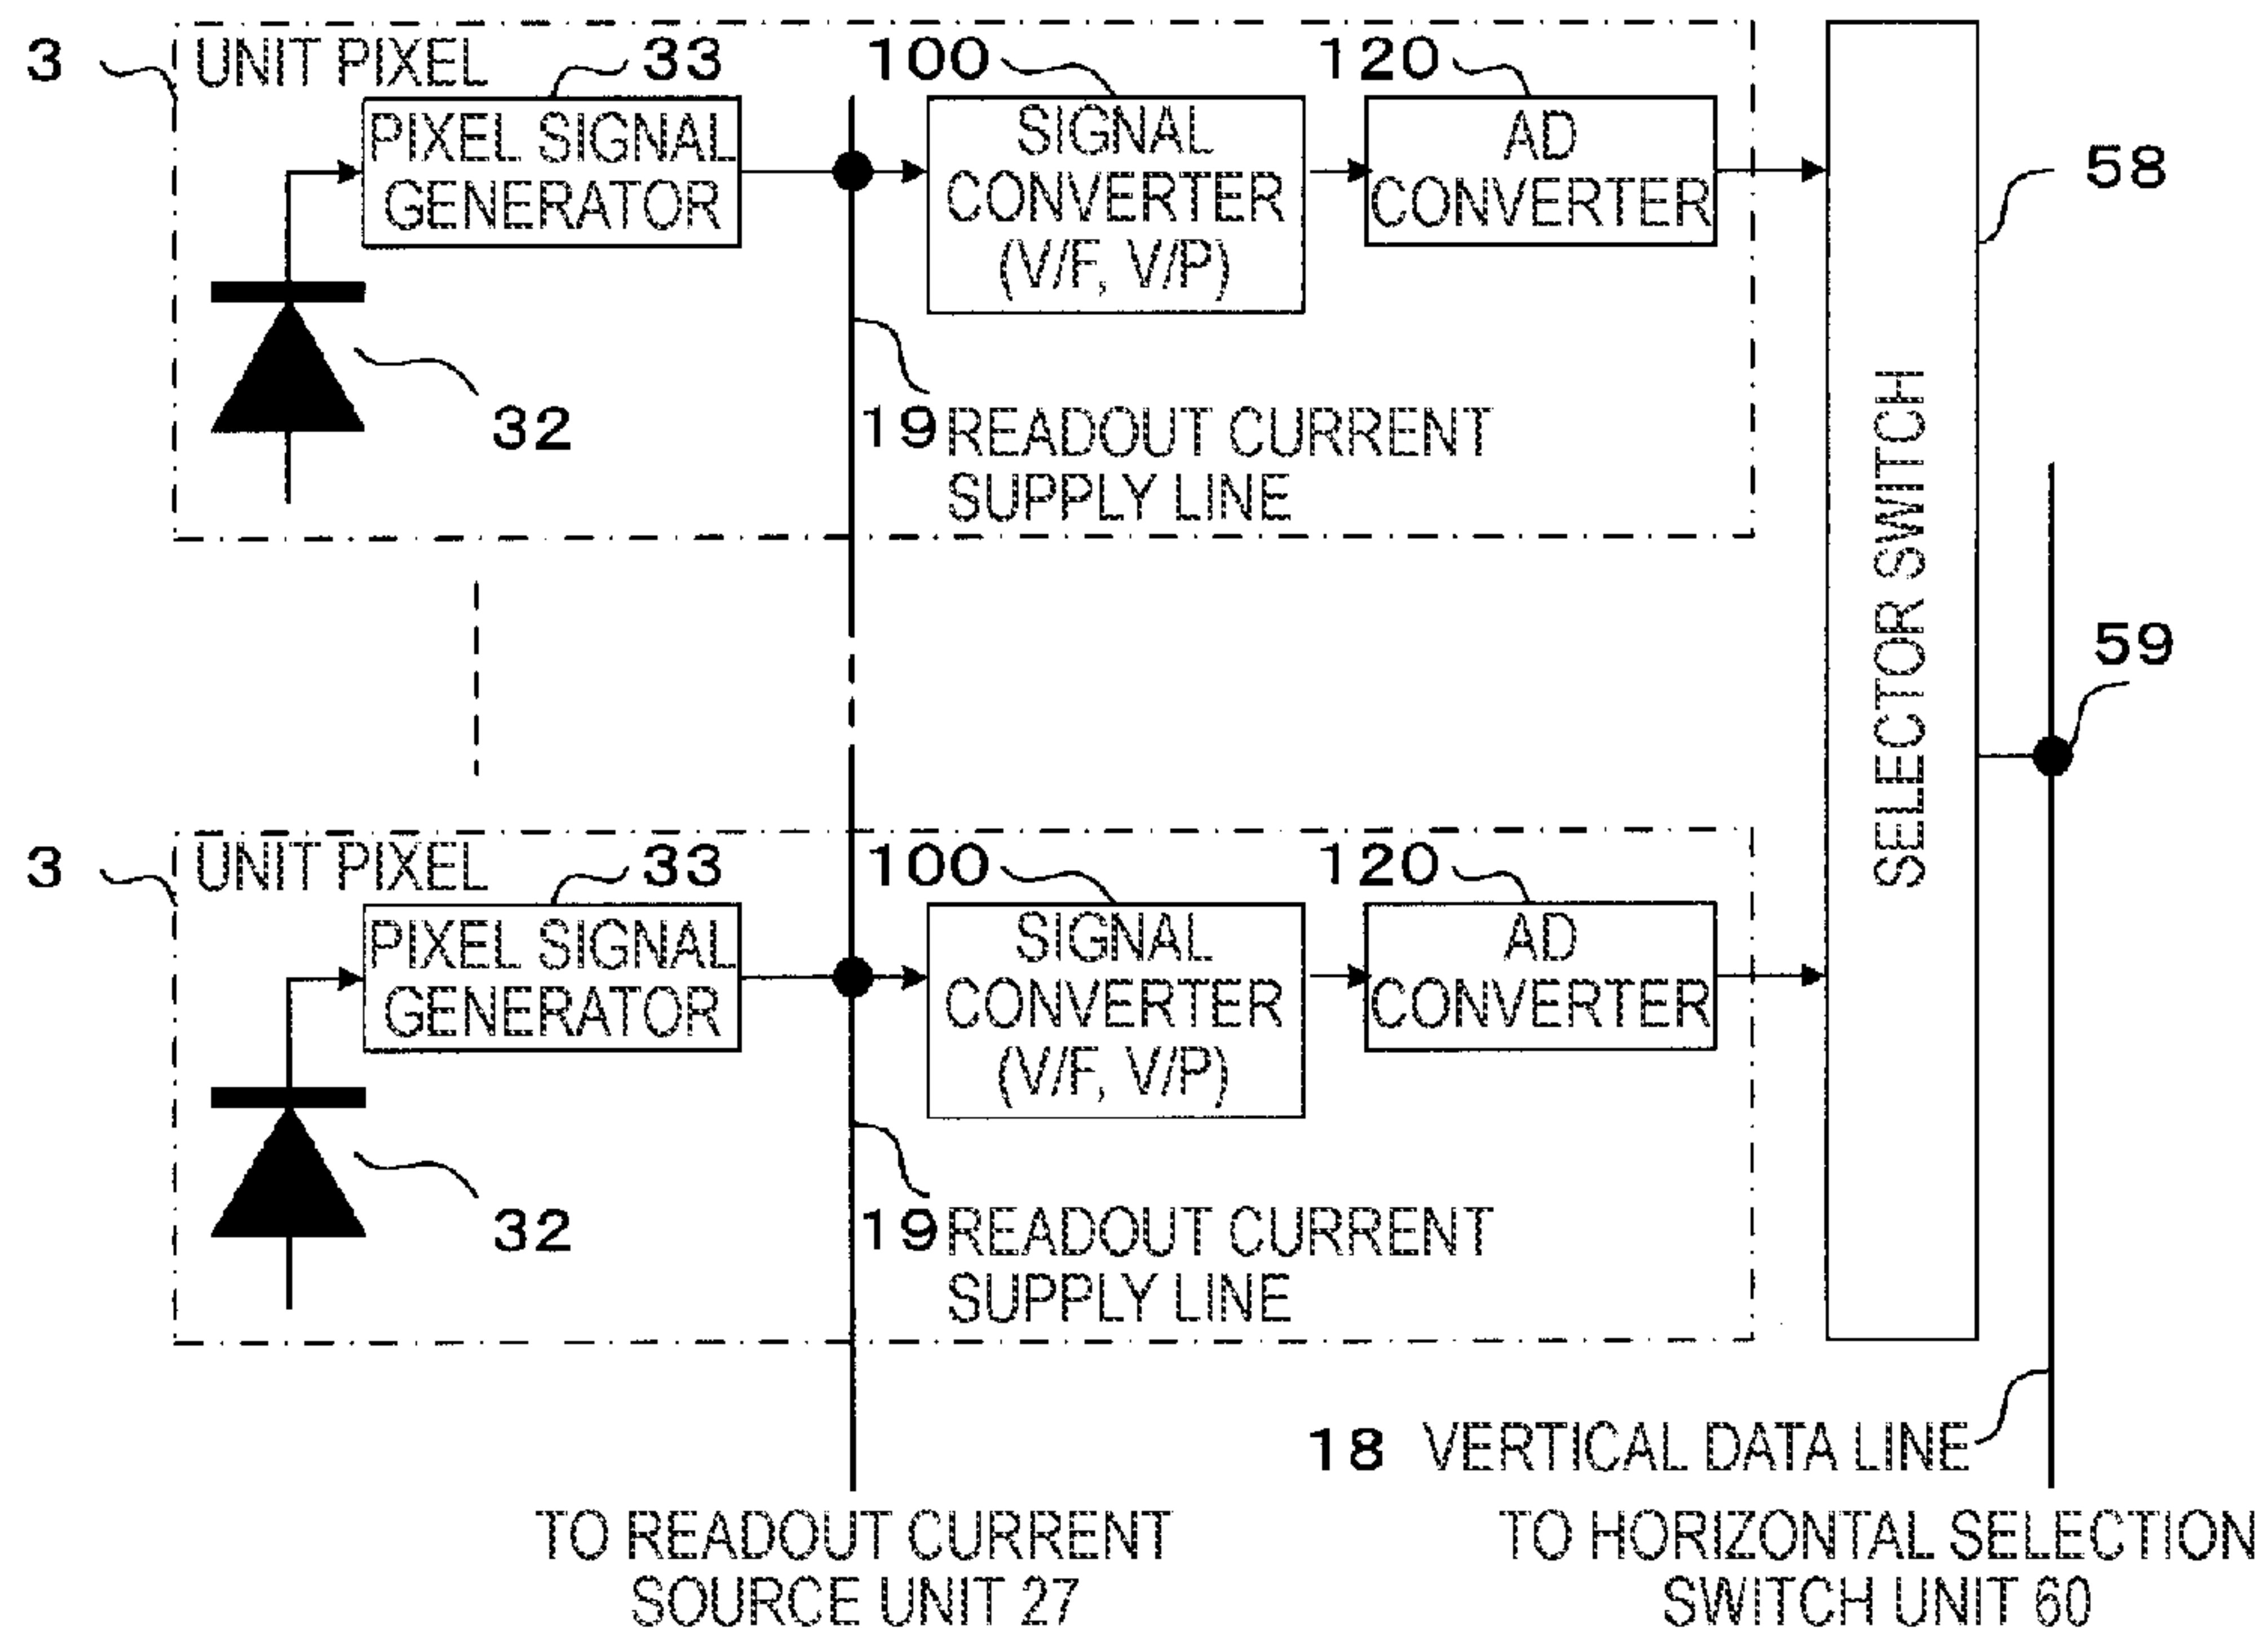 3 UNIT PIXEL 33 100 120
PIXEL SIGNAL
GENERATOR
SIGNAL
CONVERTER
(V/F, V/P)
AD
CONVERTER
58
32
19 READOUT CURRENT
SUPPLY LINE
SELECTOR SWITCH
59
3 UNIT PIXEL 33 100 120
PIXEL SIGNAL
GENERATOR
SIGNAL
CONVERTER
(V/F, V/P)
AD
CONVERTER
32
19 READOUT CURRENT
SUPPLY LINE
18 VERTICAL DATA LINE
TO READOUT CURRENT
SOURCE UNIT 27
TO HORIZONTAL SELECTION
SWITCH UNIT 60